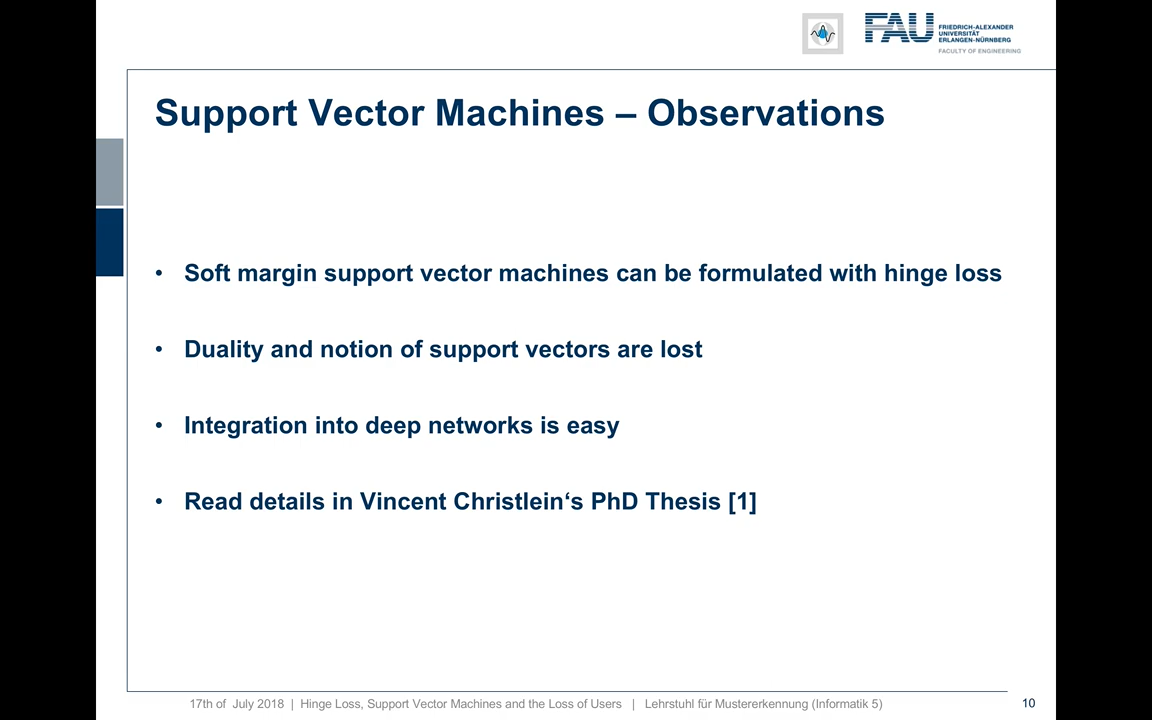 FAU
FRIEDRICH-ALEXANDER
UNIVERSITÄT
ERLANGEN-NÜRNBERG
FACULTY OF ENGINEERING
Support Vector Machines – Observations
• Soft margin support vector machines can be formulated with hinge loss
• Duality and notion of support vectors are lost
• Integration into deep networks is easy
• Read details in Vincent Christlein‘s PhD Thesis [1]
17th of July 2018 | Hinge Loss, Support Vector Machines and the Loss of Users | Lehrstuhl für Mustererkennung (Informatik 5) 10